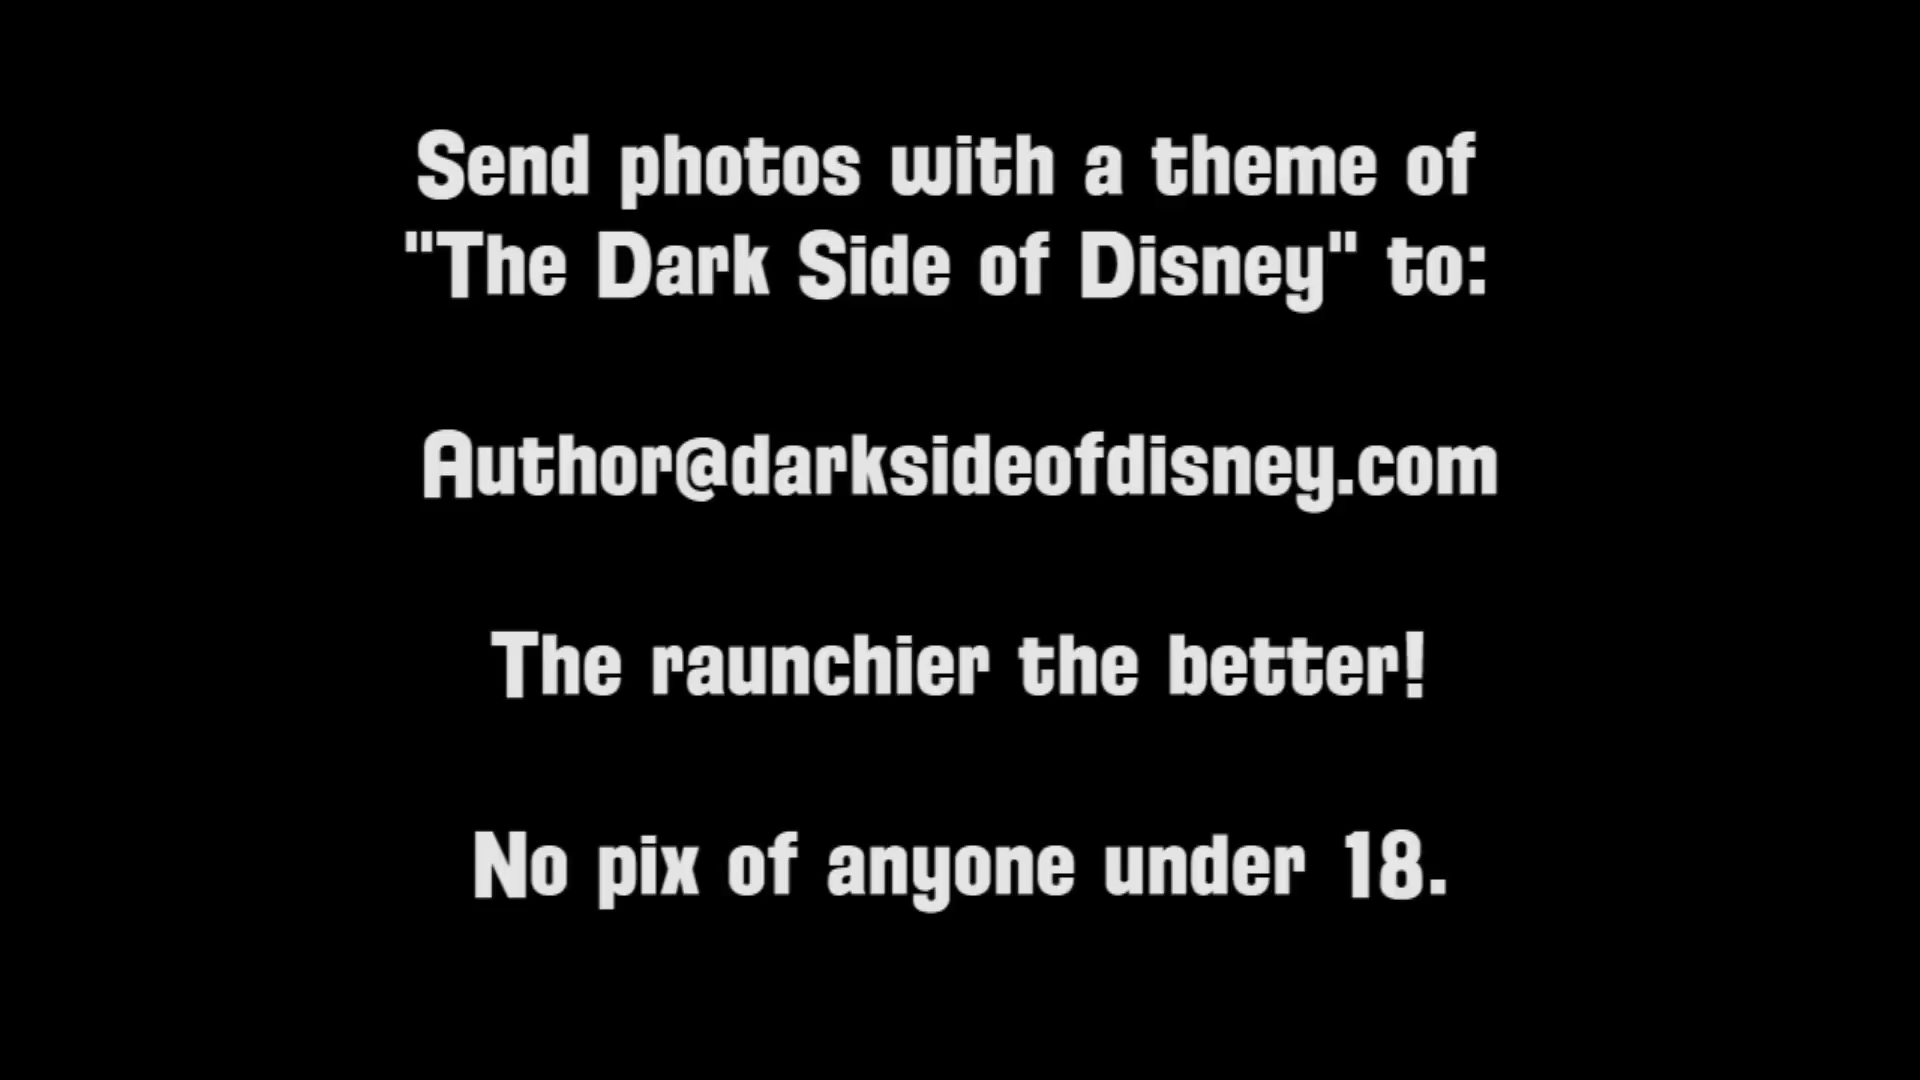 Send photos with a theme of
"The Dark Side of Disney" to:
Author@darksideofdisney.com
The raunchier the better!
No pix of anyone under 18.